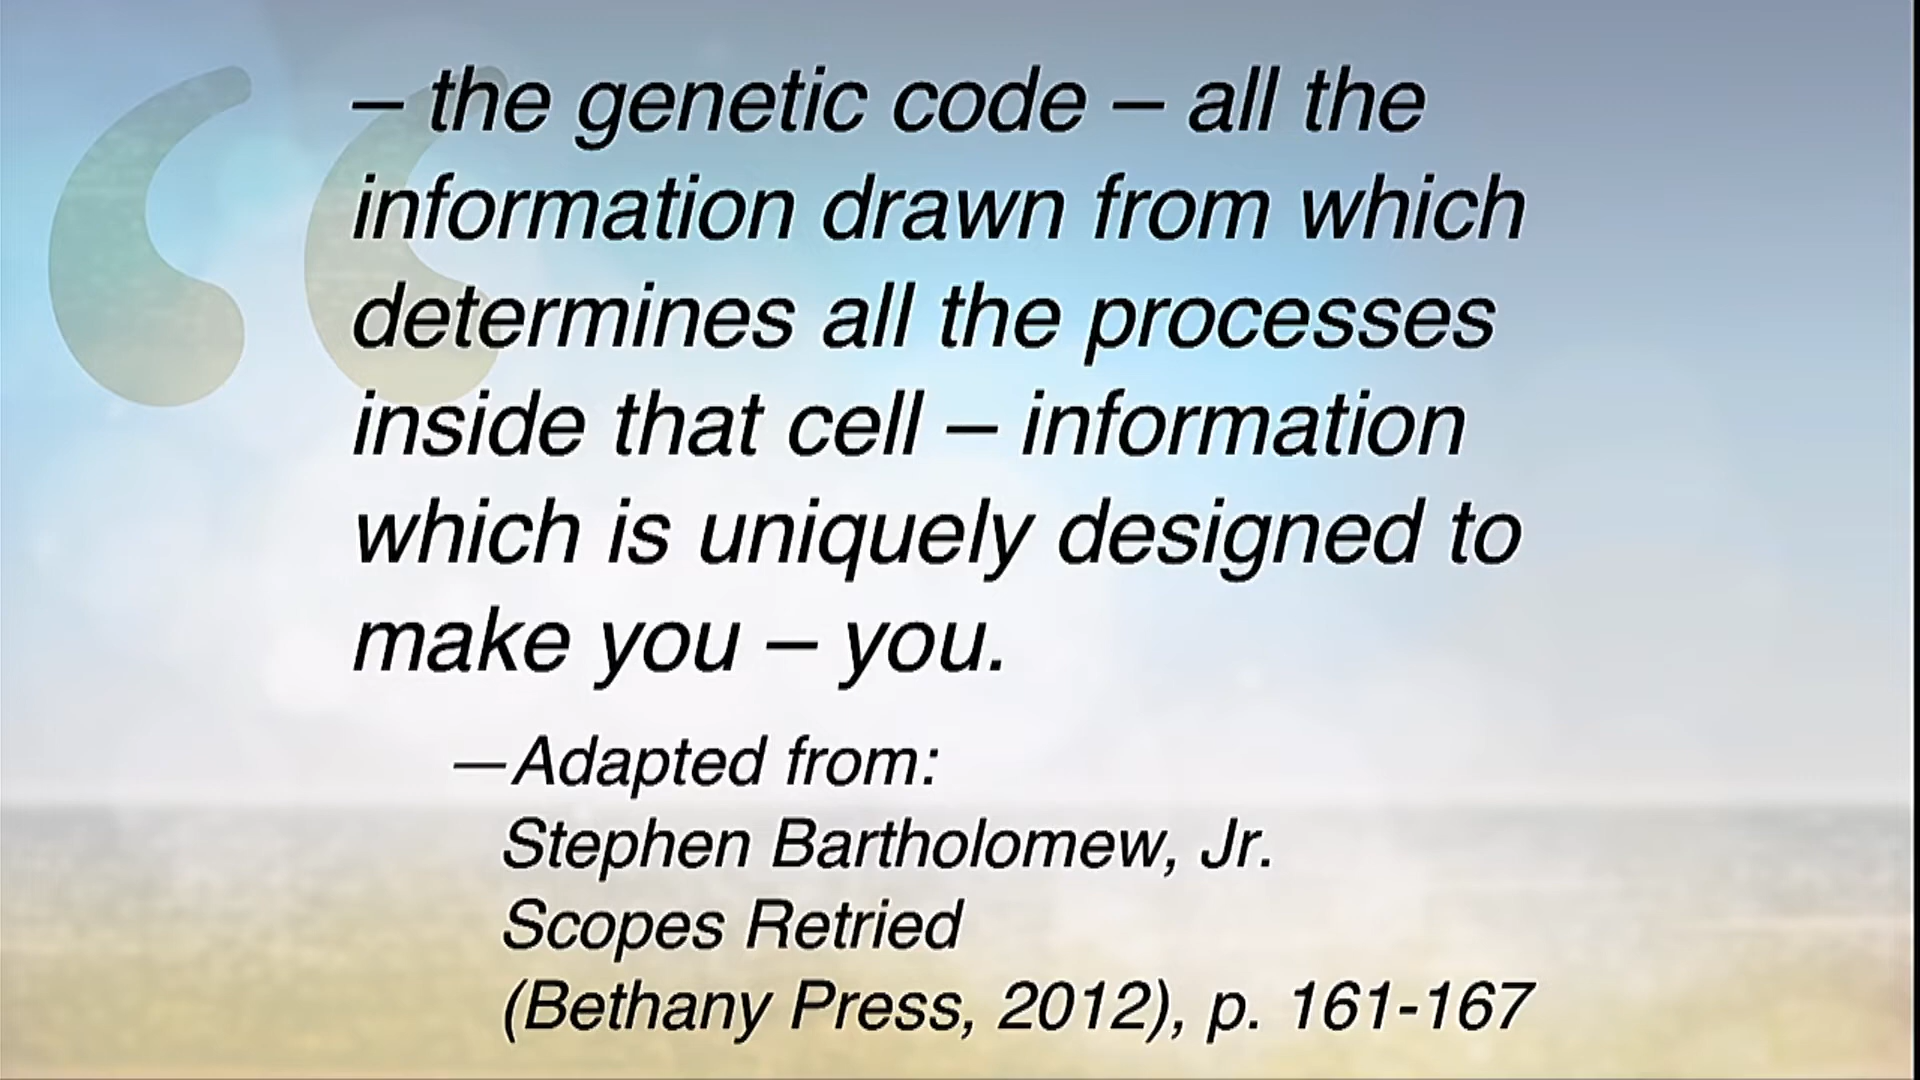 – the genetic code – all the
information drawn from which
determines all the processes
inside that cell – information
which is uniquely designed to
make you – you.
—Adapted from:
Stephen Bartholomew, Jr.
Scopes Retried
(Bethany Press, 2012), p. 161-167